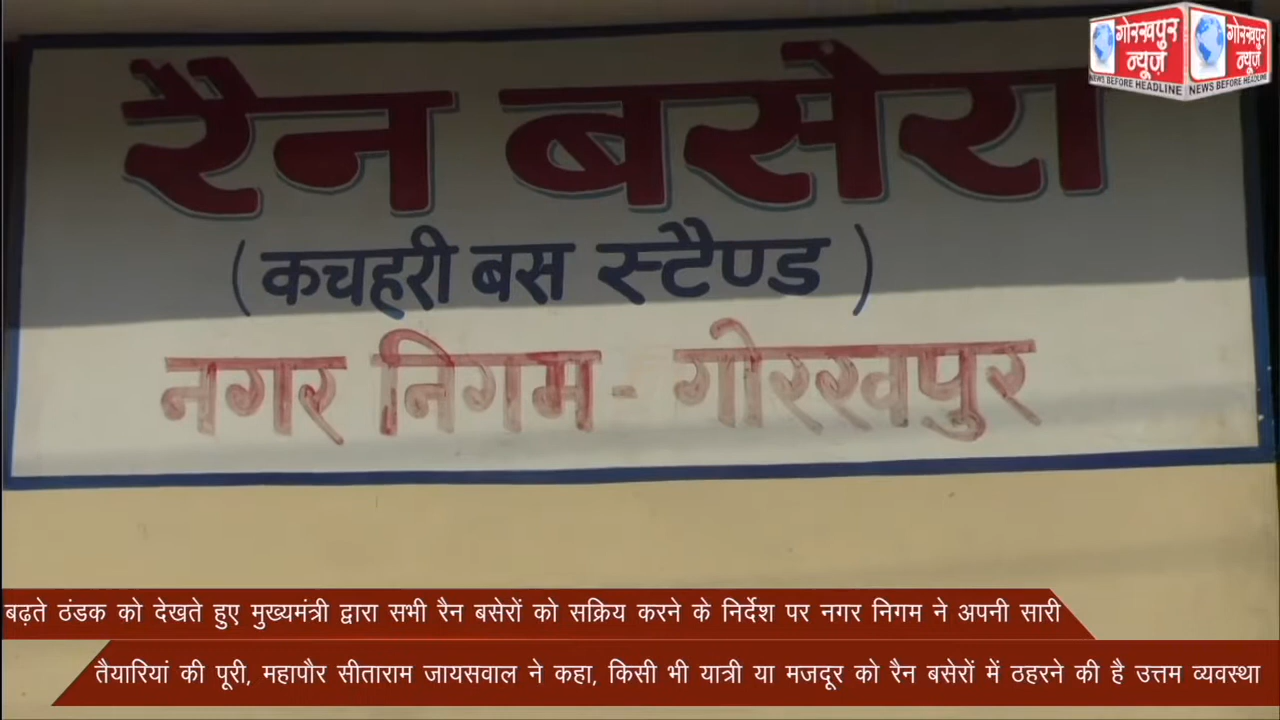 गोरखपुर गोरखपुर
न्यूज़ न्यूज़
NEWS BEFORE HEADLINE NEWS BEFORE HEADLINE
रैन बसेरा
(कचहरी बस स्टैण्ड)
नगर निगम - गोरखपुर
बढ़ते ठंडक को देखते हुए मुख्यमंत्री द्वारा सभी रैन बसेरों को सक्रिय करने के निर्देश पर नगर निगम ने अपनी सारी
तैयारियां की पूरी, महापौर सीताराम जायसवाल ने कहा, किसी भी यात्री या मजदूर को रैन बसेरों में ठहरने की है उत्तम व्यवस्था